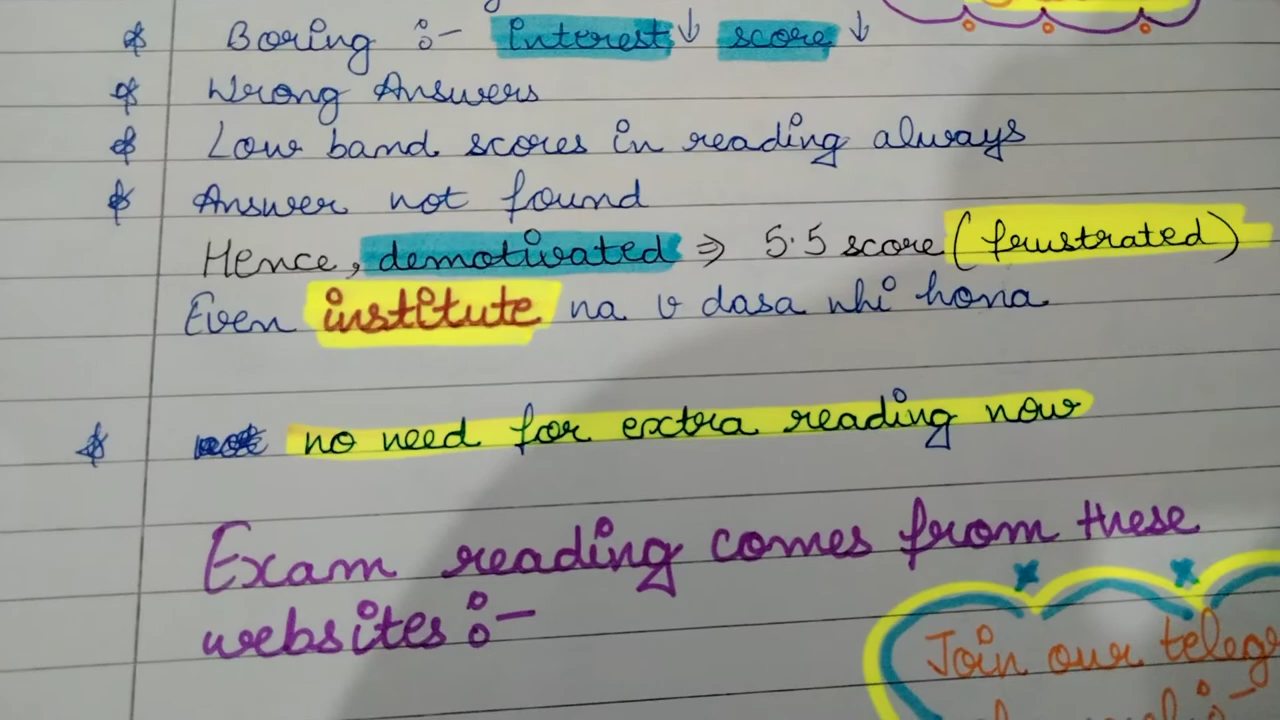 * Boring :- interest↓ score↓
* Wrong Answers
* Low band scores in reading always
* Answer not found
Hence, demotivated ⇒ 5.5 score (frustrated)
Even institute na v dasa nhi hona
* no need for extra reading now
Exam reading comes from these
websites :-
Join our teleg
:-